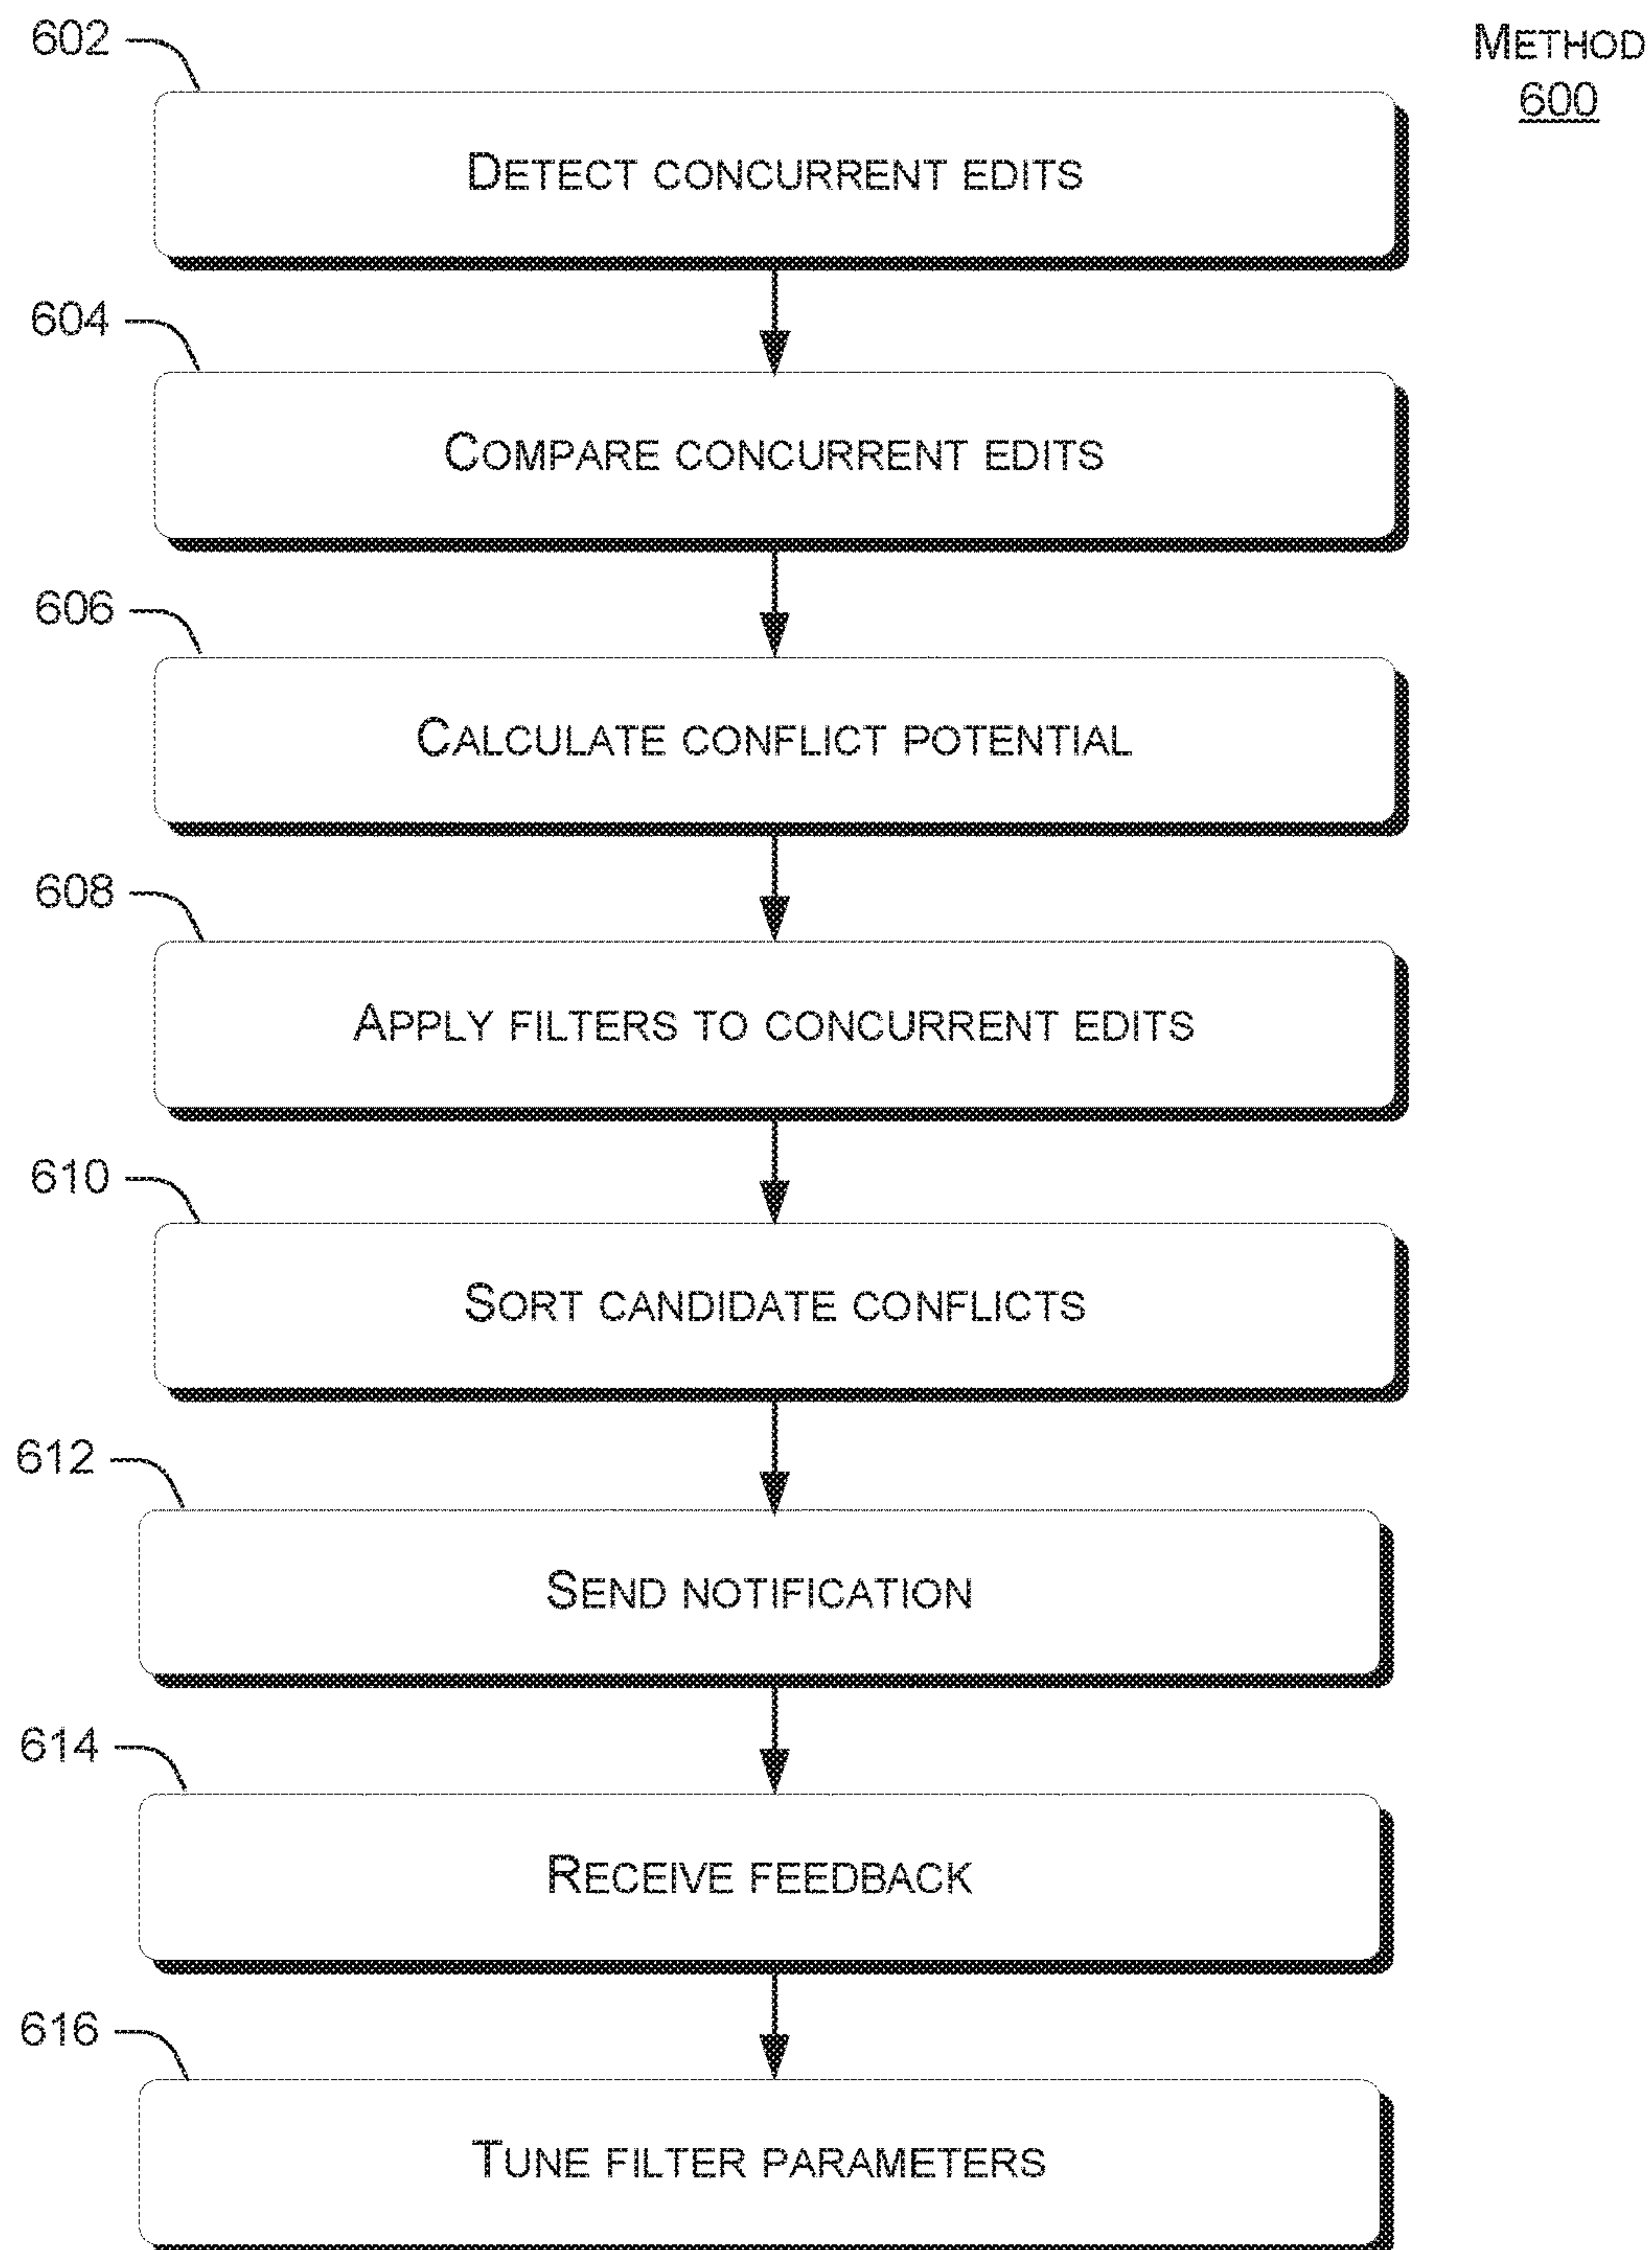 METHOD
600
602
DETECT CONCURRENT EDITS
604
COMPARE CONCURRENT EDITS
606
CALCULATE CONFLICT POTENTIAL
608
APPLY FILTERS TO CONCURRENT EDITS
610
SORT CANDIDATE CONFLICTS
612
SEND NOTIFICATION
614
RECEIVE FEEDBACK
616
TUNE FILTER PARAMETERS